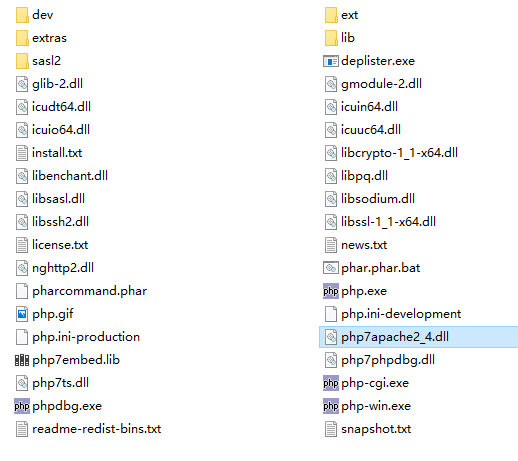 dev
ext
extras
lib
sasl2
deplister.exe
glib-2.dll
gmodule-2.dll
icudt64.dll
icuin64.dll
icuio64.dll
icuuc64.dll
install.txt
libcrypto-1_1-x64.dll
libenchant.dll
libpq.dll
libsasl.dll
libsodium.dll
libssh2.dll
libssl-1_1-x64.dll
license.txt
news.txt
nghttp2.dll
phar.phar.bat
pharcommand.phar
php php.exe
php.gif
php.ini-development
php.ini-production
php7apache2_4.dll
php7embed.lib
php7phpdbg.dll
php7ts.dll
php php-cgi.exe
php phpdbg.exe
php php-win.exe
readme-redist-bins.txt
snapshot.txt